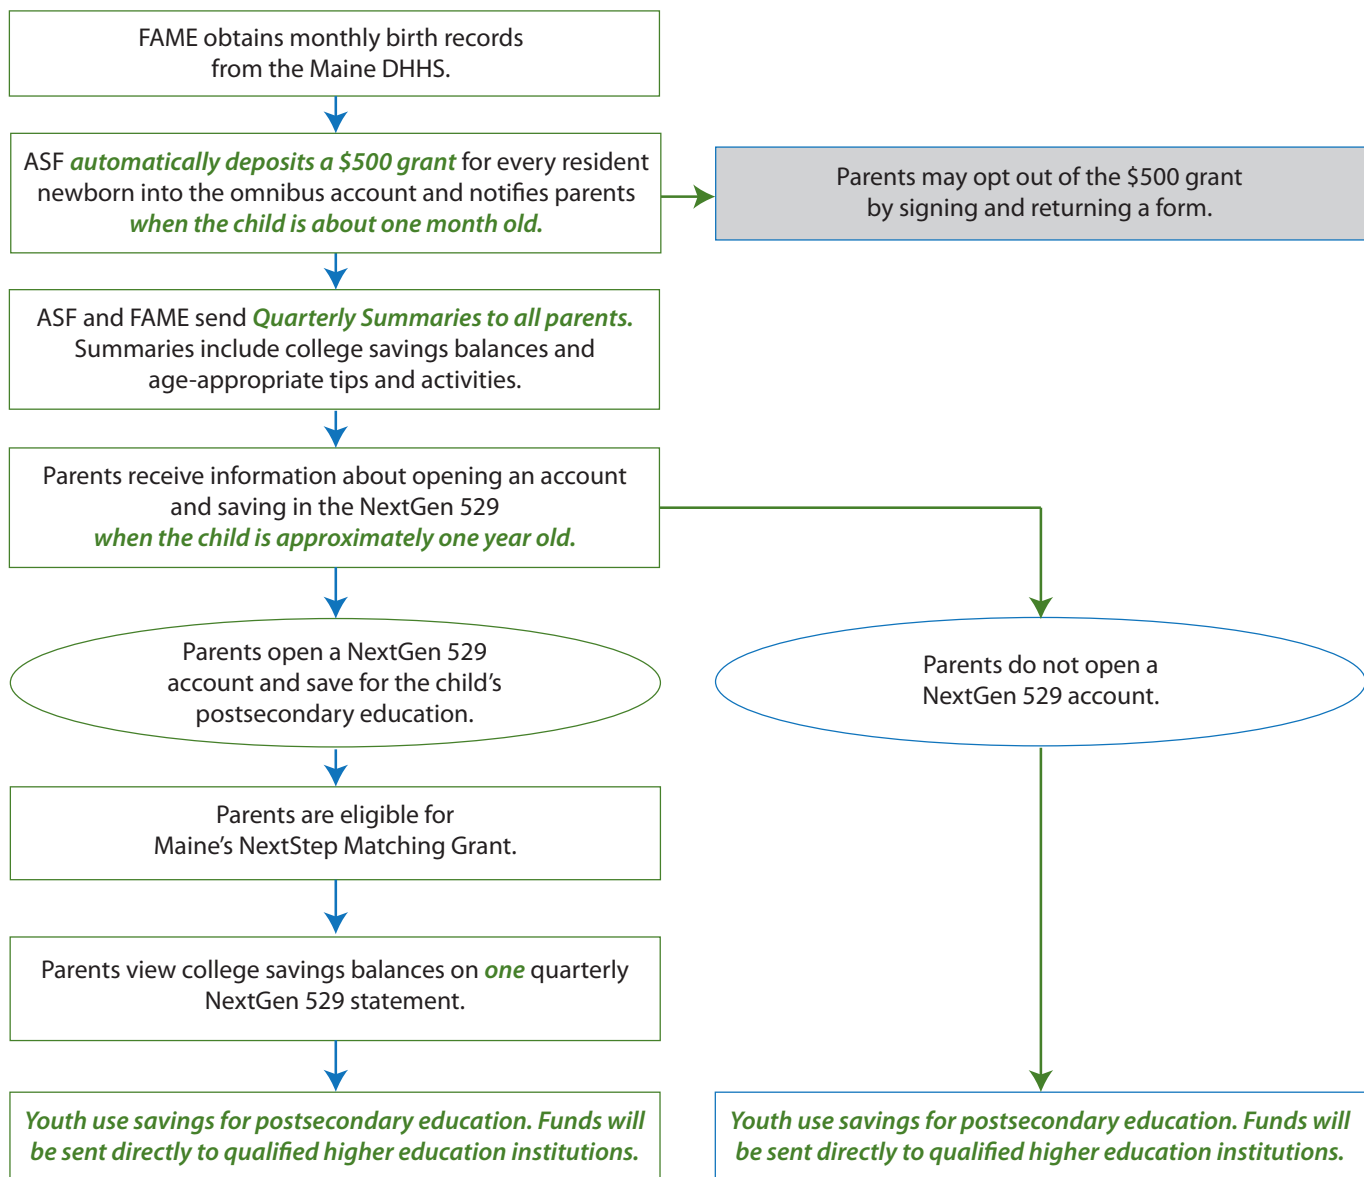 FAME obtains monthly birth records
from the Maine DHHS.
ASF automatically deposits a $500 grant for every resident
newborn into the omnibus account and notifies parents
when the child is about one month old.
Parents may opt out of the $500 grant
by signing and returning a form.
ASF and FAME send Quarterly Summaries to all parents.
Summaries include college savings balances and
age-appropriate tips and activities.
Parents receive information about opening an account
and saving in the NextGen 529
when the child is approximately one year old.
Parents open a NextGen 529
account and save for the child’s
postsecondary education.
Parents do not open a
NextGen 529 account.
Parents are eligible for
Maine’s NextStep Matching Grant.
Parents view college savings balances on one quarterly
NextGen 529 statement.
Youth use savings for postsecondary education. Funds will
be sent directly to qualified higher education institutions.
Youth use savings for postsecondary education. Funds will
be sent directly to qualified higher education institutions.